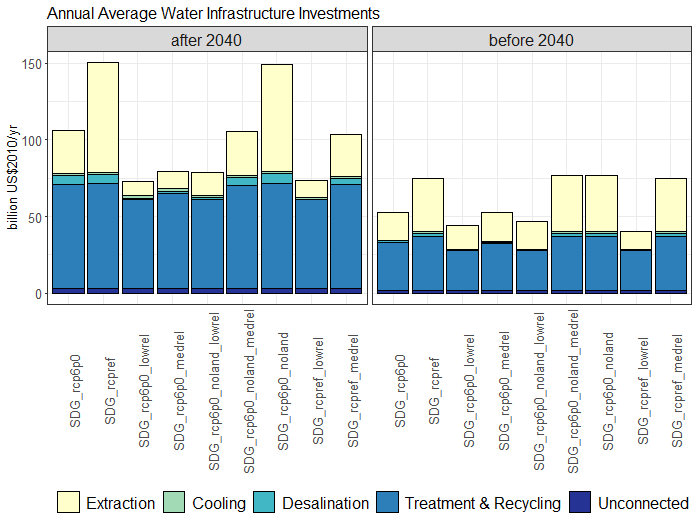 Annual Average Water Infrastructure Investments
after 2040
before 2040
billion US$2010/yr
150
100
50
0
SDG_rcp6p0
SDG_rcpref
SDG_rcp6p0_lowrel
SDG_rcp6p0_medrel
SDG_rcp6p0_noland_lowrel
SDG_rcp6p0_noland_medrel
SDG_rcp6p0_noland
SDG_rcpref_lowrel
SDG_rcpref_medrel
SDG_rcp6p0
SDG_rcpref
SDG_rcp6p0_lowrel
SDG_rcp6p0_medrel
SDG_rcp6p0_noland_lowrel
SDG_rcp6p0_noland_medrel
SDG_rcp6p0_noland
SDG_rcpref_lowrel
SDG_rcpref_medrel
Extraction
Cooling
Desalination
Treatment & Recycling
Unconnected